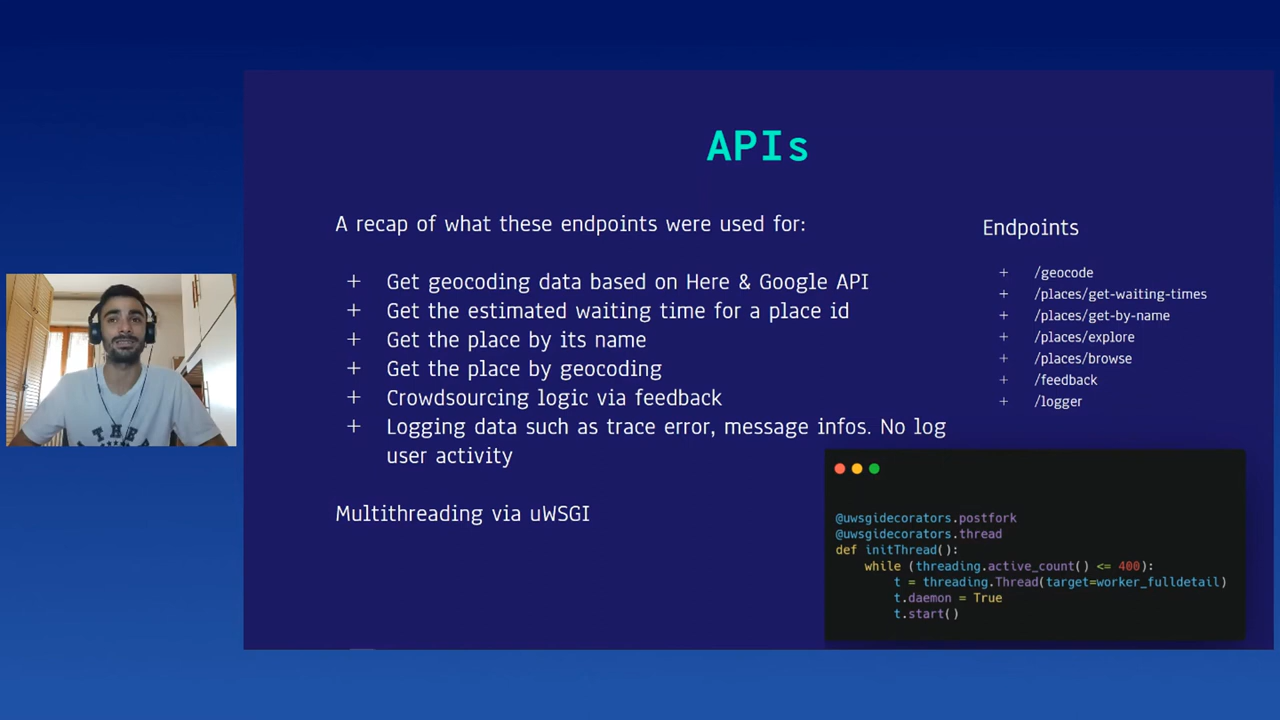 APIs
A recap of what these endpoints were used for:
+ Get geocoding data based on Here & Google API
+ Get the estimated waiting time for a place id
+ Get the place by its name
+ Get the place by geocoding
+ Crowdsourcing logic via feedback
+ Logging data such as trace error, message infos. No log
user activity
Multithreading via uWSGI
Endpoints
+ /geocode
+ /places/get-waiting-times
+ /places/get-by-name
+ /places/explore
+ /places/browse
+ /feedback
+ /logger
@uwsgidecorators.postfork
@uwsgidecorators.thread
def initThread():
while (threading.active_count() <= 400):
t = threading.Thread(target=worker_fulldetail)
t.daemon = True
t.start()
THE